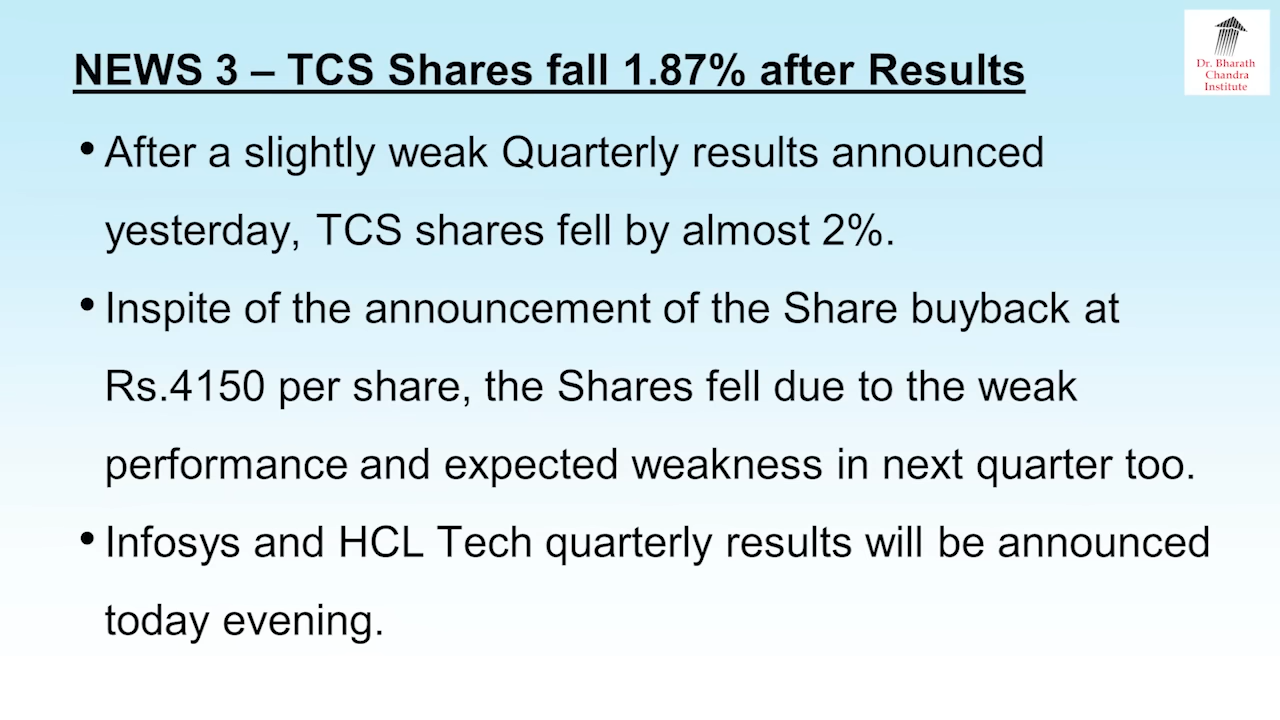 NEWS 3 – TCS Shares fall 1.87% after Results
Dr. Bharath
Chandra
Institute
• After a slightly weak Quarterly results announced
yesterday, TCS shares fell by almost 2%.
• Inspite of the announcement of the Share buyback at
Rs.4150 per share, the Shares fell due to the weak
performance and expected weakness in next quarter too.
• Infosys and HCL Tech quarterly results will be announced
today evening.